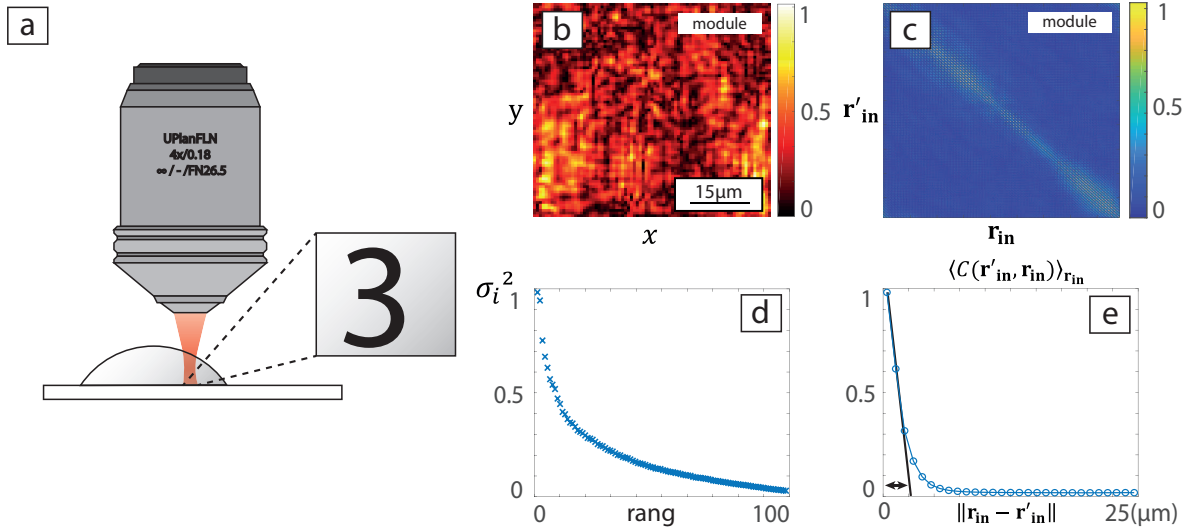 a
UPlanFLN
4x/0.18
∞ / - /FN26.5
3
b
module
1
0.5
0
y
x
15μm
c
module
1
0.5
0
r'in
rin
σi²
1
0.5
0
d
0
rang
100
⟨C(r'in, rin)⟩rin
1
0.5
0
e
0
‖rin − r'in‖
25(μm)